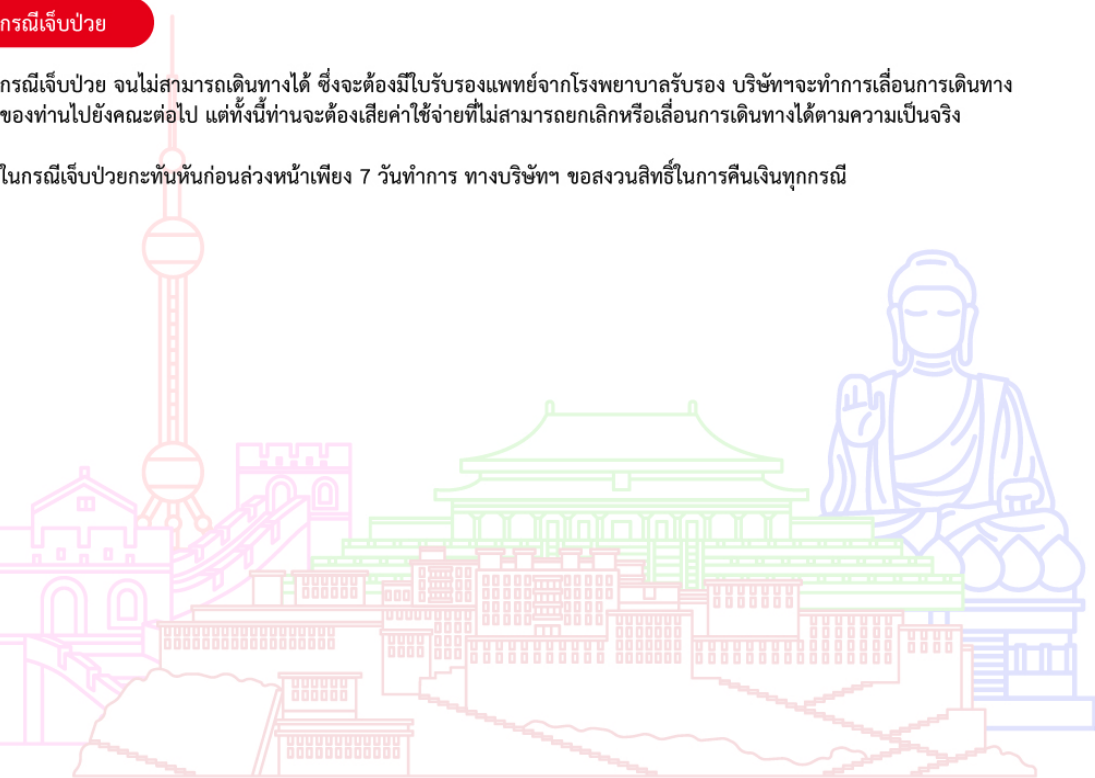 กรณีเจ็บป่วย
กรณีเจ็บป่วย จนไม่สามารถเดินทางได้ ซึ่งจะต้องมีใบรับรองแพทย์จากโรงพยาบาลรับรอง บริษัทฯจะทำการเลื่อนการเดินทาง
ของท่านไปยังคณะต่อไป แต่ทั้งนี้ท่านจะต้องเสียค่าใช้จ่ายที่ไม่สามารถยกเลิกหรือเลื่อนการเดินทางได้ตามความเป็นจริง
ในกรณีเจ็บป่วยกะทันหันก่อนล่วงหน้าเพียง 7 วันทำการ ทางบริษัทฯ ขอสงวนสิทธิ์ในการคืนเงินทุกกรณี